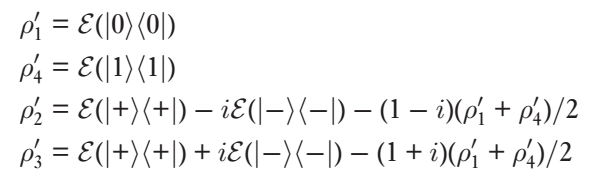 ρ′₁ = ℰ(|0⟩⟨0|)
ρ′₄ = ℰ(|1⟩⟨1|)
ρ′₂ = ℰ(|+⟩⟨+|) − iℰ(|−⟩⟨−|) − (1 − i)(ρ′₁ + ρ′₄)/2
ρ′₃ = ℰ(|+⟩⟨+|) + iℰ(|−⟩⟨−|) − (1 + i)(ρ′₁ + ρ′₄)/2